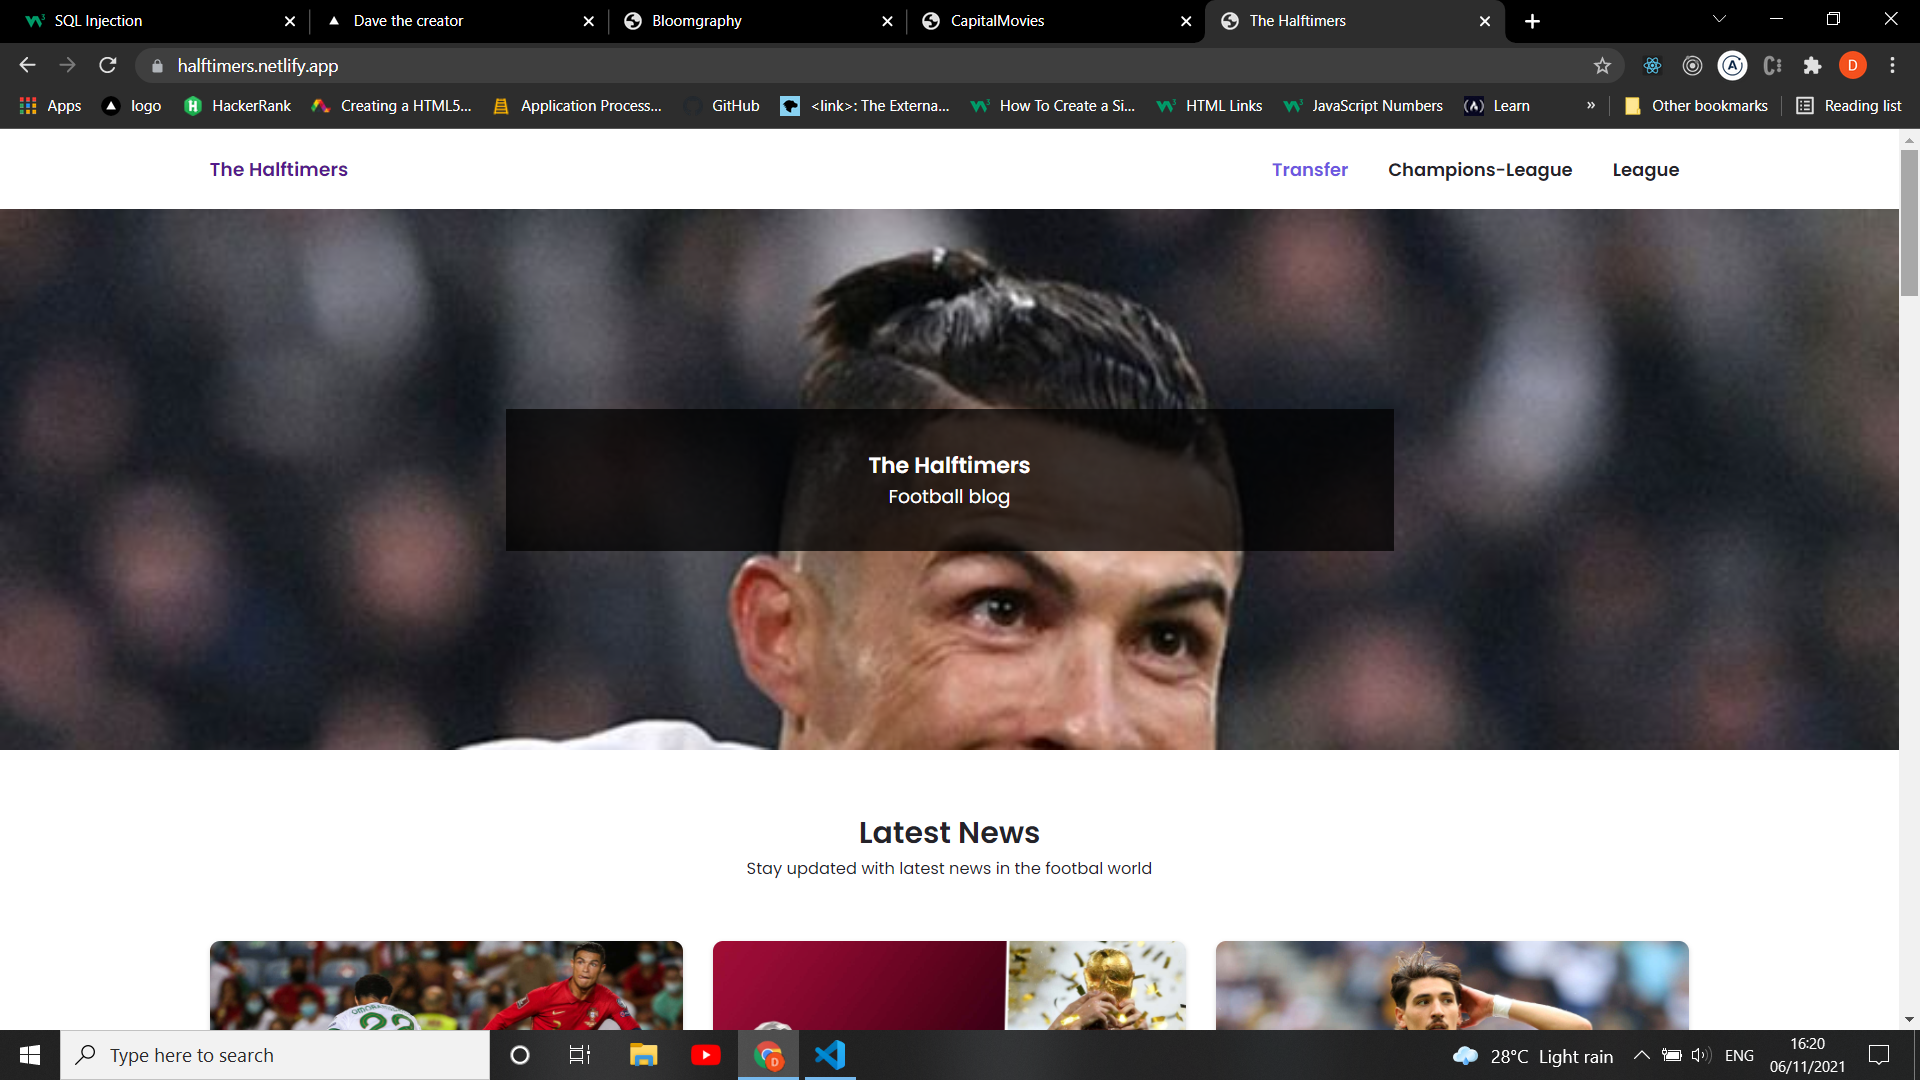 SQL Injection
Dave the creator
Bloomgraphy
CapitalMovies
The Halftimers
halftimers.netlify.app
D
Apps
logo
HackerRank
Creating a HTML5...
Application Process...
GitHub
<link>: The Externa...
How To Create a Si...
HTML Links
JavaScript Numbers
Learn
»
Other bookmarks
Reading list
The Halftimers
Transfer
Champions-League
League
The Halftimers
Football blog
Latest News
Stay updated with latest news in the footbal world
22
Type here to search
D
28°C Light rain
ENG
16:20
06/11/2021